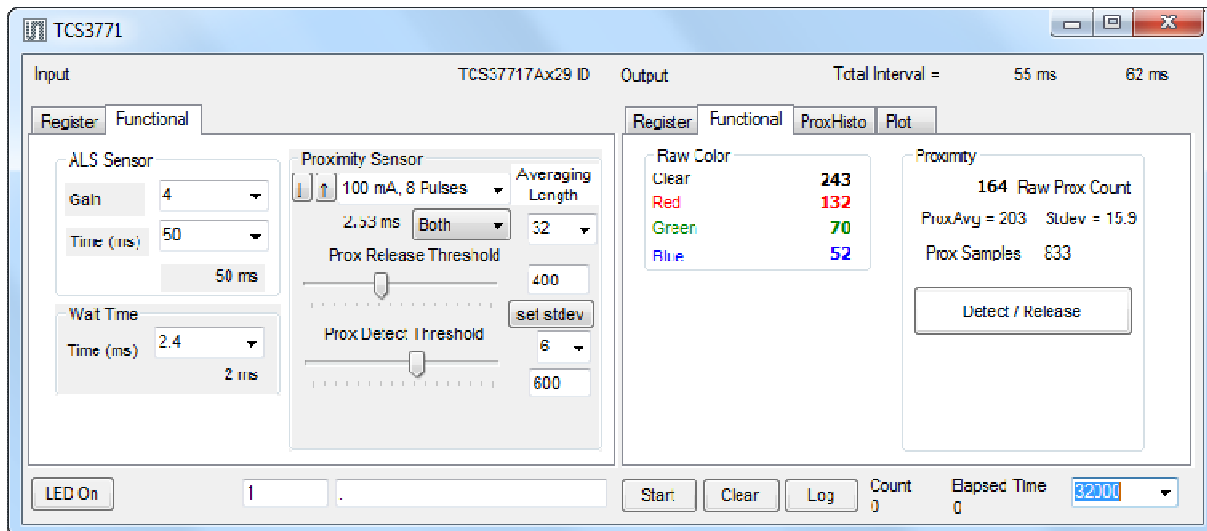 TCS3771
Input TCS37717Ax29 ID Output Total Interval = 55 ms 62 ms
Register Functional
Register Functional ProxHisto Plot
ALS Sensor
Gain 4
Time (ms) 50
50 ms
Wait Time
Time (ms) 2.4
2 ms
Proximity Sensor
100 mA, 8 Pulses
Averaging
Length
2.53 ms Both 32
Prox Release Threshold
400
set stdev
Prox Detect Threshold
6
600
Raw Color
Clear 243
Red 132
Green 70
Blue 52
Proximity
164 Raw Prox Count
ProxAvg = 203 Stdev = 15.9
Prox Samples 833
Detect / Release
LED On 1 .
Start Clear Log
Count
0
Elapsed Time
0
32000